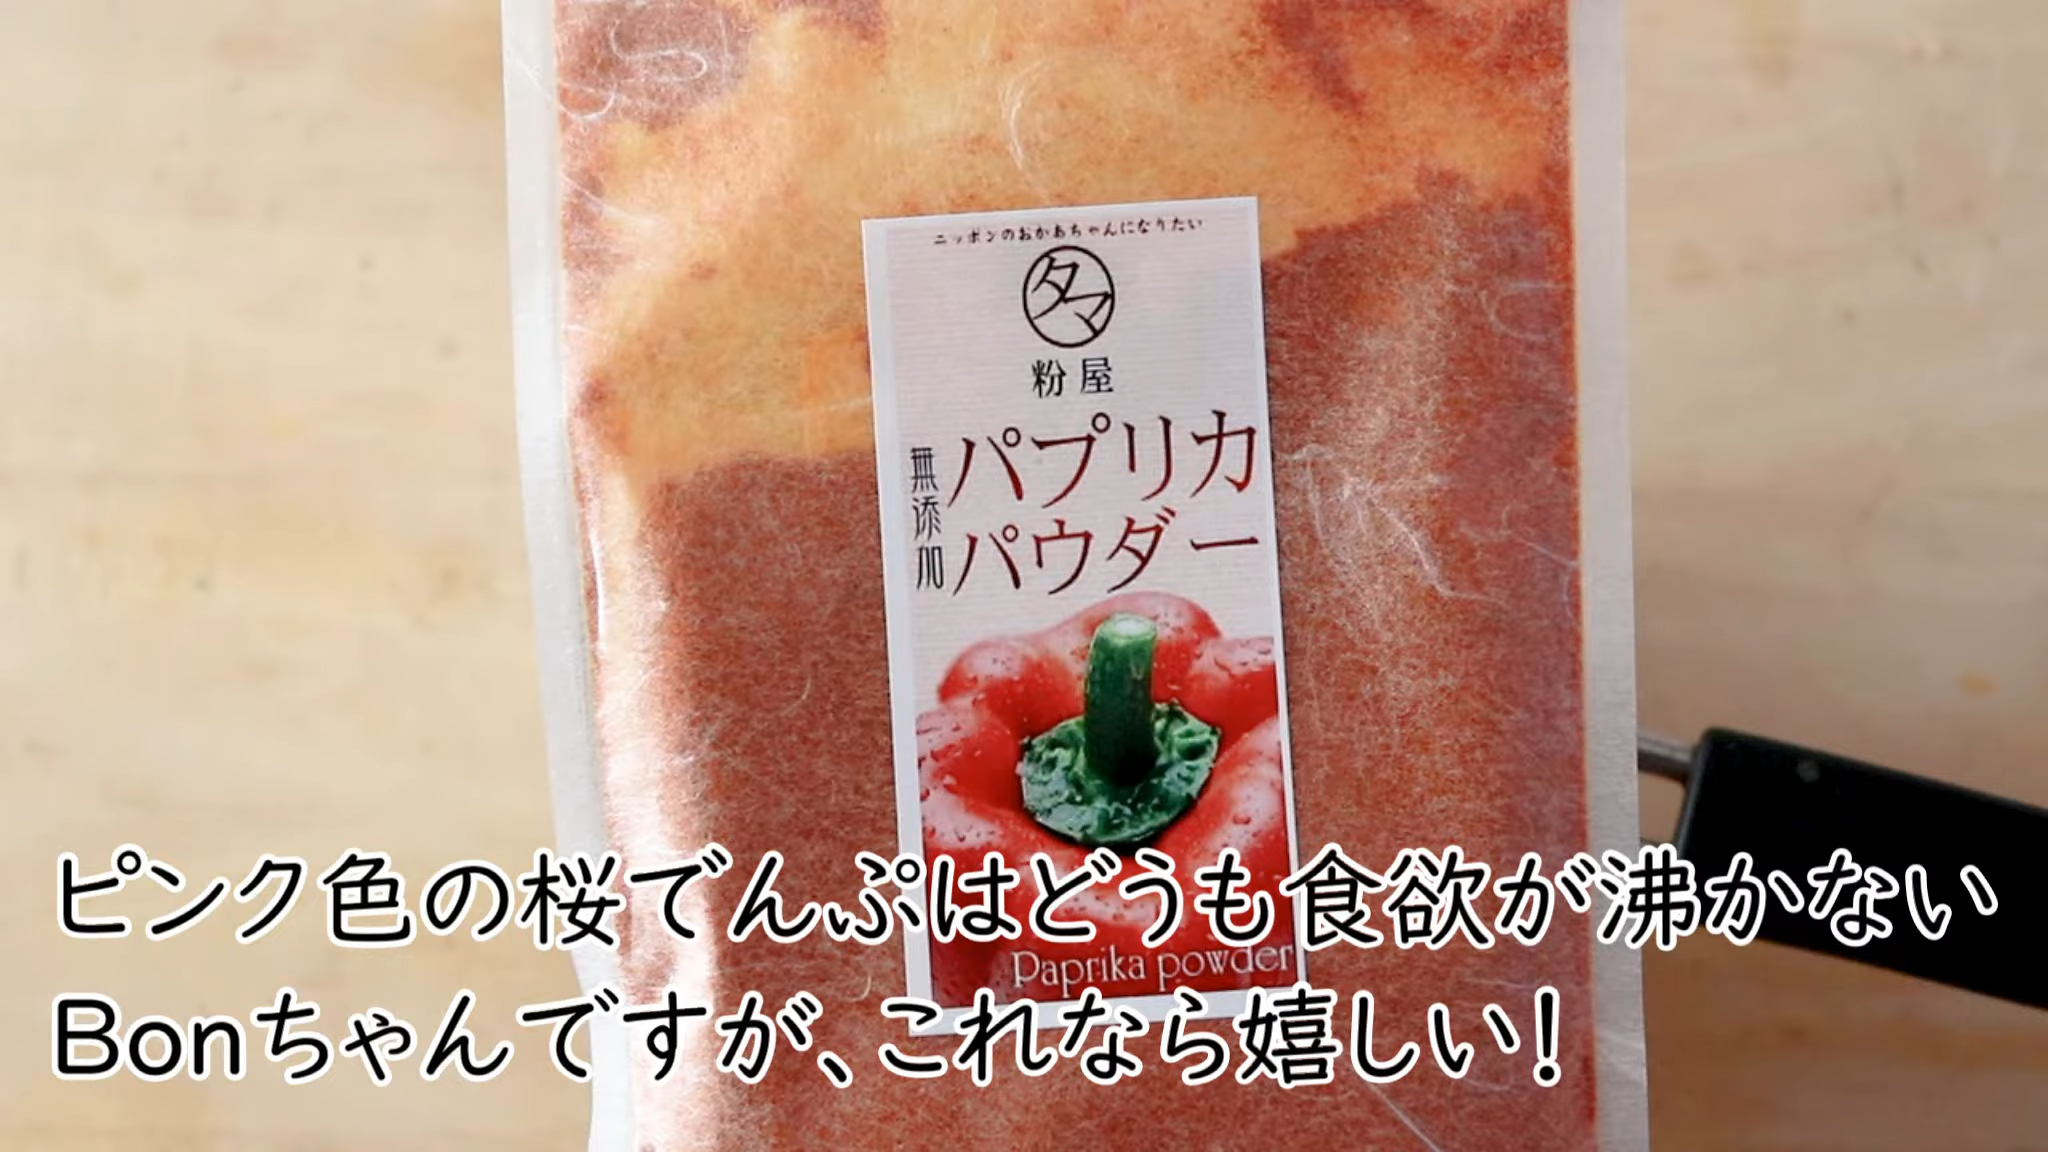 ニッポンのおかあちゃんになりたい
タマ
粉屋
無添加
パプリカ
パウダー
Paprika powder
ピンク色の桜でんぷはどうも食欲が沸かない
Bonちゃんですが、これなら嬉しい！